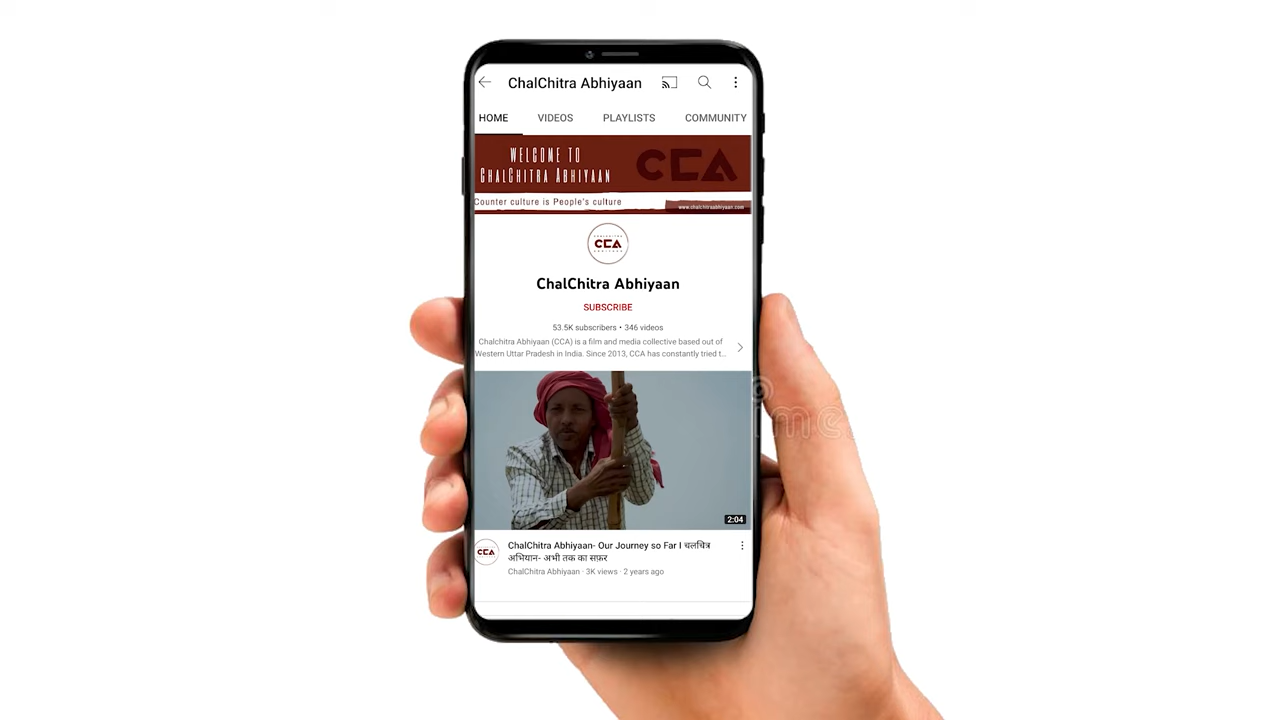 ChalChitra Abhiyaan
HOME VIDEOS PLAYLISTS COMMUNITY
WELCOME TO
CHALCHITRA ABHIYAAN
CCA
Counter culture is People's culture
www.chalchitraabhiyaan.com
CHALCHITRA
CCA
ABHIYAAN
ChalChitra Abhiyaan
SUBSCRIBE
53.5K subscribers • 346 videos
Chalchitra Abhiyaan (CCA) is a film and media collective based out of
Western Uttar Pradesh in India. Since 2013, CCA has constantly tried t...
2:04
CCA
ChalChitra Abhiyaan- Our Journey so Far I चलचित्र
अभियान- अभी तक का सफ़र
ChalChitra Abhiyaan · 3K views · 2 years ago